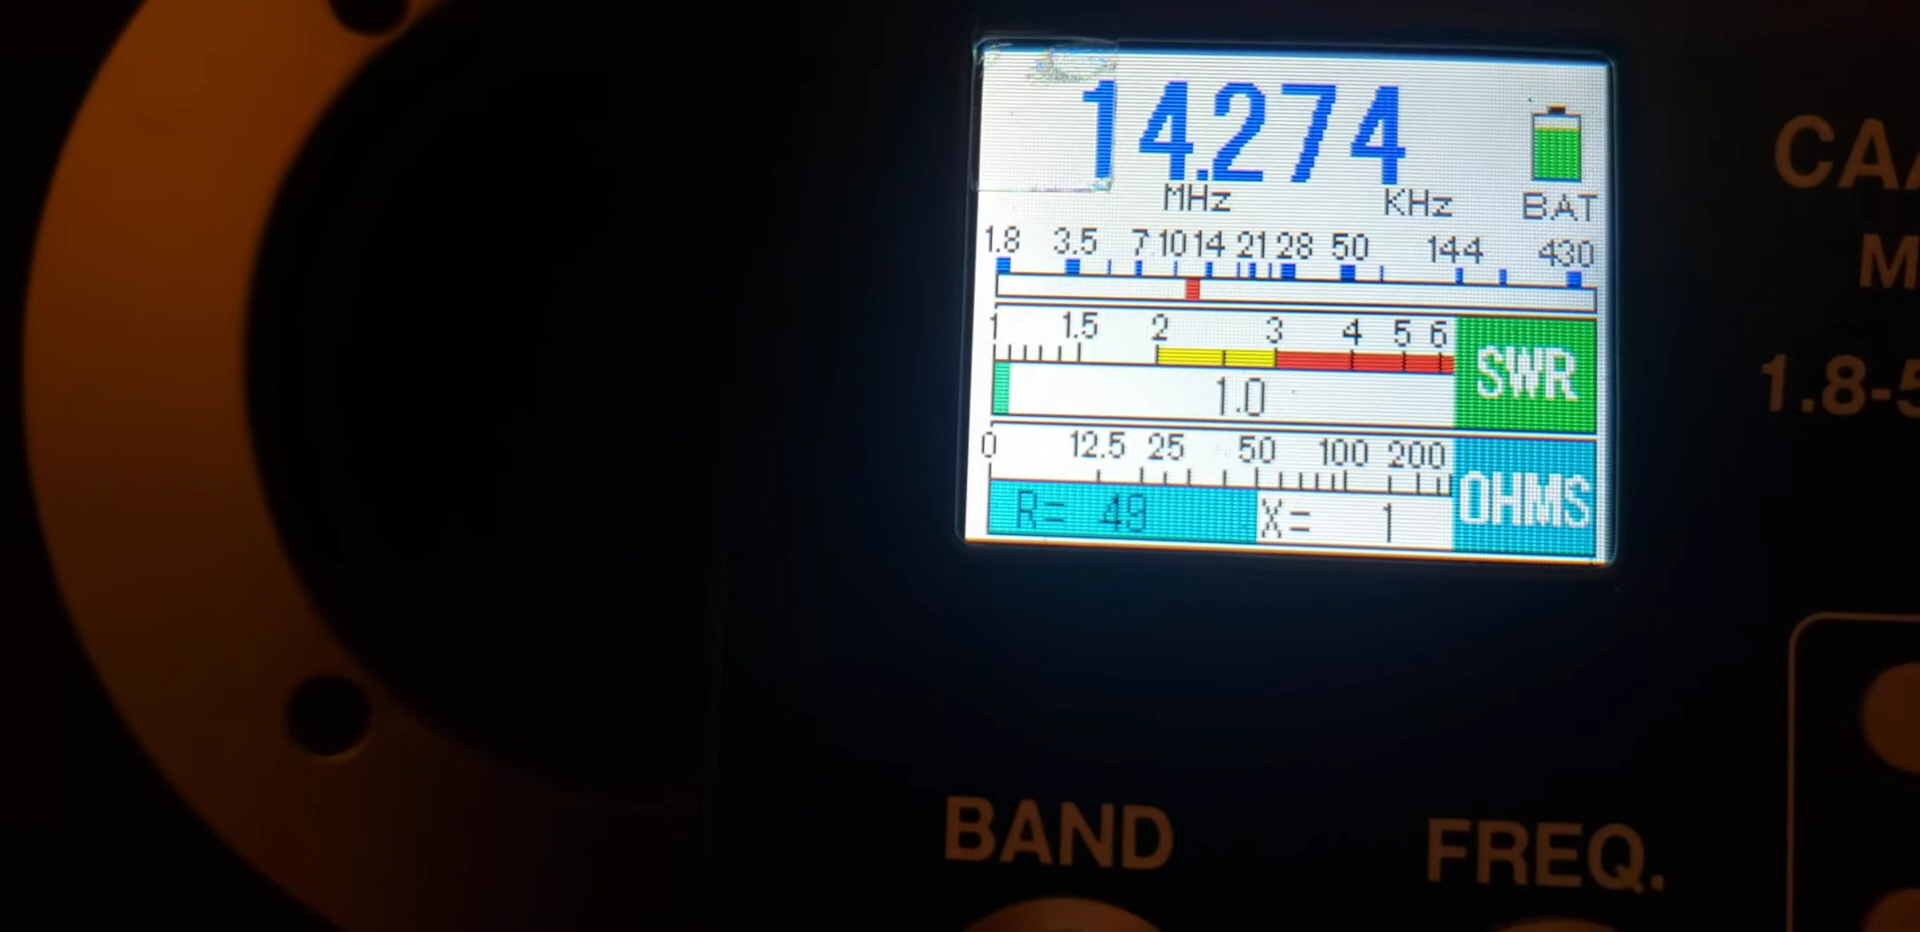 14.274
MHz KHz BAT
1.8 3.5 7 10 14 21 28 50 144 430
1 1.5 2 3 4 5 6
SWR
1.0
0 12.5 25 50 100 200
OHMS
R= 49 X= 1
CAA
M
1.8-5
BAND FREQ.